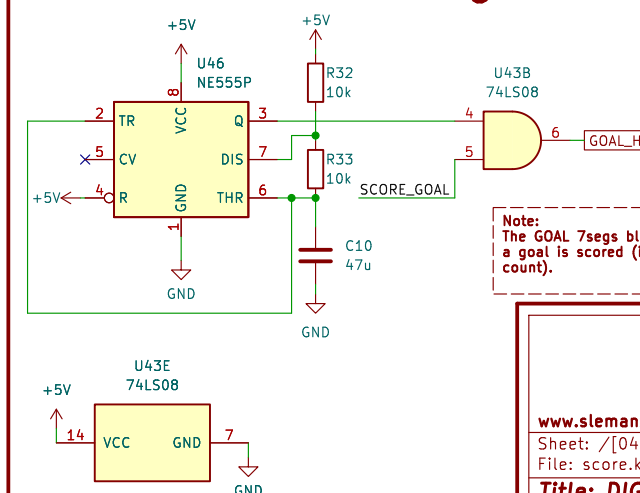 +5V
+5V
U46
NE555P
R32
10k
U43B
74LS08
8
VCC
2
TR
Q
3
4
6
GOAL_H
5
CV
DIS
7
R33
10k
5
+5V
4
R
GND
THR
6
SCORE_GOAL
1
C10
47u
GND
GND
Note:
The GOAL 7segs bl
a goal is scored (i
count).
U43E
74LS08
+5V
14
VCC
GND
7
GND
www.sleman
Sheet: /[04
File: score.k
Title: DIG